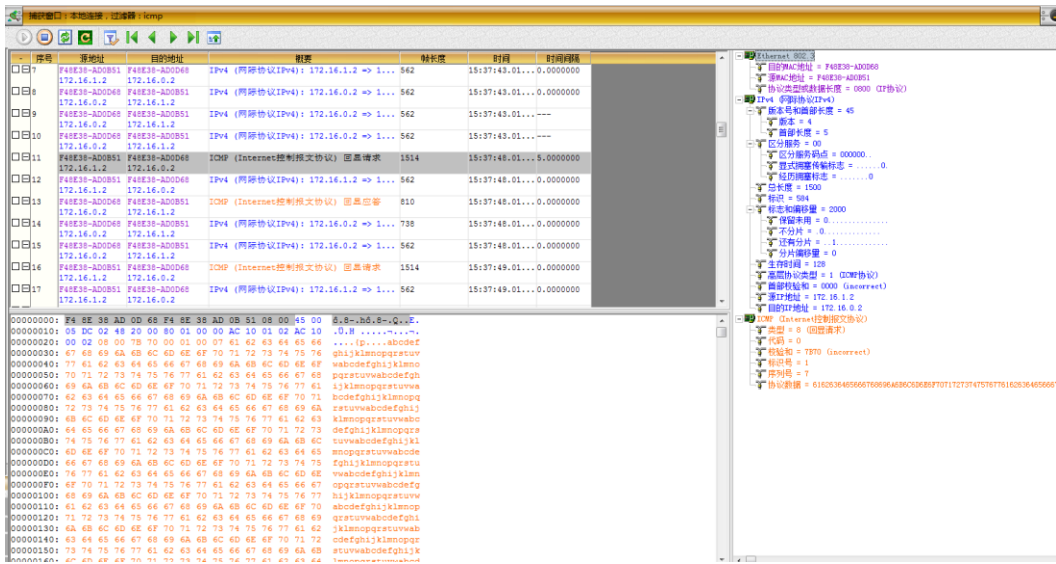 捕获窗口：本地连接，过滤器：icmp
- 序号 源地址 目的地址 概要 帧长度 时间 时间间隔
7 F48E38-AD0B51 F48E38-AD0D68 IPv4 (网际协议IPv4): 172.16.1.2 => 1... 562 15:37:43.01... 0.0000000
172.16.1.2 172.16.0.2
8 F48E38-AD0D68 F48E38-AD0B51 IPv4 (网际协议IPv4): 172.16.0.2 => 1... 562 15:37:43.01... 0.0000000
172.16.0.2 172.16.1.2
9 F48E38-AD0D68 F48E38-AD0B51 IPv4 (网际协议IPv4): 172.16.0.2 => 1... 562 15:37:43.01... ---
172.16.0.2 172.16.1.2
10 F48E38-AD0D68 F48E38-AD0B51 IPv4 (网际协议IPv4): 172.16.0.2 => 1... 562 15:37:43.01... ---
172.16.0.2 172.16.1.2
11 F48E38-AD0B51 F48E38-AD0D68 ICMP (Internet控制报文协议) 回显请求 1514 15:37:48.01... 5.0000000
172.16.1.2 172.16.0.2
12 F48E38-AD0B51 F48E38-AD0D68 IPv4 (网际协议IPv4): 172.16.1.2 => 1... 562 15:37:48.01... 0.0000000
172.16.1.2 172.16.0.2
13 F48E38-AD0D68 F48E38-AD0B51 ICMP (Internet控制报文协议) 回显应答 810 15:37:48.01... 0.0000000
172.16.0.2 172.16.1.2
14 F48E38-AD0D68 F48E38-AD0B51 IPv4 (网际协议IPv4): 172.16.0.2 => 1... 738 15:37:48.01... 0.0000000
172.16.0.2 172.16.1.2
15 F48E38-AD0D68 F48E38-AD0B51 IPv4 (网际协议IPv4): 172.16.0.2 => 1... 562 15:37:48.01... 0.0000000
172.16.0.2 172.16.1.2
16 F48E38-AD0B51 F48E38-AD0D68 ICMP (Internet控制报文协议) 回显请求 1514 15:37:49.01... 0.0000000
172.16.1.2 172.16.0.2
17 F48E38-AD0B51 F48E38-AD0D68 IPv4 (网际协议IPv4): 172.16.1.2 => 1... 562 15:37:49.01... 0.0000000
172.16.1.2 172.16.0.2
00000000: F4 8E 38 AD 0D 68 F4 8E 38 AD 0B 51 08 00 45 00
00000010: 05 DC 02 48 20 00 80 01 00 00 AC 10 01 02 AC 10
00000020: 00 02 08 00 7B 70 00 01 00 07 61 62 63 64 65 66 ....{p....abcdef
00000030: 67 68 69 6A 6B 6C 6D 6E 6F 70 71 72 73 74 75 76 ghijklmnopqrstuv
00000040: 77 61 62 63 64 65 66 67 68 69 6A 6B 6C 6D 6E 6F wabcdefghijklmno
00000050: 70 71 72 73 74 75 76 77 61 62 63 64 65 66 67 68 pqrstuvwabcdefgh
00000060: 69 6A 6B 6C 6D 6E 6F 70 71 72 73 74 75 76 77 61 ijklmnopqrstuvwa
00000070: 62 63 64 65 66 67 68 69 6A 6B 6C 6D 6E 6F 70 71 bcdefghijklmnopq
00000080: 72 73 74 75 76 77 61 62 63 64 65 66 67 68 69 6A rstuvwabcdefghij
00000090: 6B 6C 6D 6E 6F 70 71 72 73 74 75 76 77 61 62 63 klmnopqrstuvwabc
000000A0: 64 65 66 67 68 69 6A 6B 6C 6D 6E 6F 70 71 72 73 defghijklmnopqrs
000000B0: 74 75 76 77 61 62 63 64 65 66 67 68 69 6A 6B 6C tuvwabcdefghijkl
000000C0: 6D 6E 6F 70 71 72 73 74 75 76 77 61 62 63 64 65 mnopqrstuvwabcde
000000D0: 66 67 68 69 6A 6B 6C 6D 6E 6F 70 71 72 73 74 75 fghijklmnopqrstu
000000E0: 76 77 61 62 63 64 65 66 67 68 69 6A 6B 6C 6D 6E vwabcdefghijklmn
000000F0: 6F 70 71 72 73 74 75 76 77 61 62 63 64 65 66 67 opqrstuvwabcdefg
00000100: 68 69 6A 6B 6C 6D 6E 6F 70 71 72 73 74 75 76 77 hijklmnopqrstuvw
00000110: 61 62 63 64 65 66 67 68 69 6A 6B 6C 6D 6E 6F 70 abcdefghijklmnop
00000120: 71 72 73 74 75 76 77 61 62 63 64 65 66 67 68 69 qrstuvwabcdefghi
00000130: 6A 6B 6C 6D 6E 6F 70 71 72 73 74 75 76 77 61 62 jklmnopqrstuvwab
00000140: 63 64 65 66 67 68 69 6A 6B 6C 6D 6E 6F 70 71 72 cdefghijklmnopqr
00000150: 73 74 75 76 77 61 62 63 64 65 66 67 68 69 6A 6B stuvwabcdefghijk
Ethernet 802.3
目的MAC地址 = F48E38-AD0D68
源MAC地址 = F48E38-AD0B51
协议类型或数据长度 = 0800 (IP协议)
IPv4 (网际协议IPv4)
版本号和首部长度 = 45
版本 = 4
首部长度 = 5
区分服务 = 00
区分服务码点 = 000000..
显式拥塞传输标志 = ......0.
经历拥塞标志 = .......0
总长度 = 1500
标识 = 584
标志和偏移量 = 2000
保留未用 = 0...............
不分片 = .0..............
还有分片 = ..1.............
分片偏移量 = 0
生存时间 = 128
高层协议类型 = 1 (ICMP协议)
首部校验和 = 0000 (incorrect)
源IP地址 = 172.16.1.2
目的IP地址 = 172.16.0.2
ICMP (Internet控制报文协议)
类型 = 8 (回显请求)
代码 = 0
校验和 = 7B70 (incorrect)
标识号 = 1
序列号 = 7
协议数据 = 6162636465666768696A6B6C6D6E6F7071727374757677616263646566